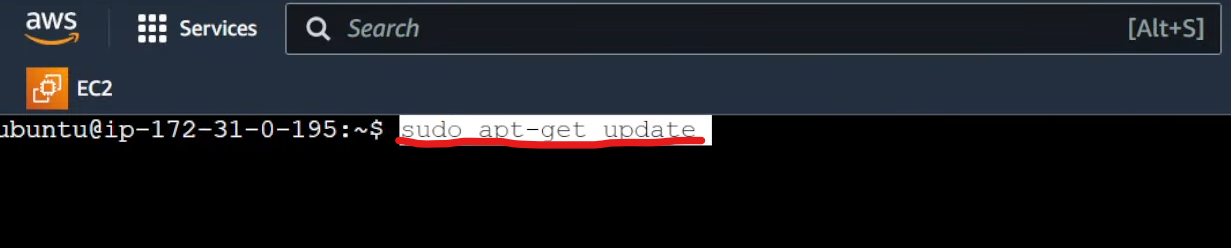 aws Services Search [Alt+S]
EC2
ubuntu@ip-172-31-0-195:~$ sudo apt-get update